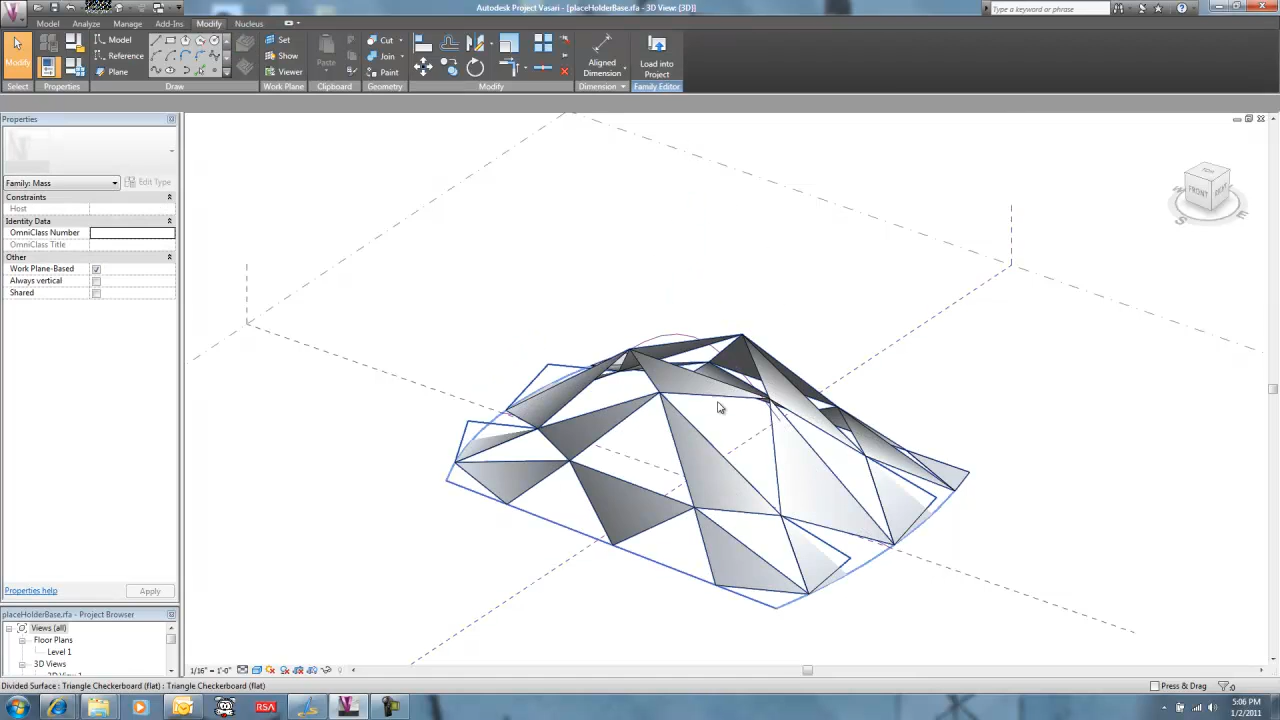 Autodesk Project Vasari - [placeHolderBase.rfa - 3D View: {3D}]
Type a keyword or phrase
Model Analyze Manage Add-Ins Modify Nucleus
Modify
Model
Reference
Plane
Set
Show
Viewer
Paste
Cut
Join
Paint
Aligned
Dimension
Load into
Project
Select Properties Draw Work Plane Clipboard Geometry Modify Dimension Family Editor
Properties
Family: Mass Edit Type
Constraints
Host
Identity Data
OmniClass Number
OmniClass Title
Other
Work Plane-Based
Always vertical
Shared
Properties help Apply
placeHolderBase.rfa - Project Browser
Views (all)
Floor Plans
Level 1
3D Views
TOP
FRONT
RIGHT
S
E
1/16" = 1'-0"
Divided Surface : Triangle Checkerboard (flat) : Triangle Checkerboard (flat)
Press & Drag
:0
RSA
5:06 PM
1/2/2011